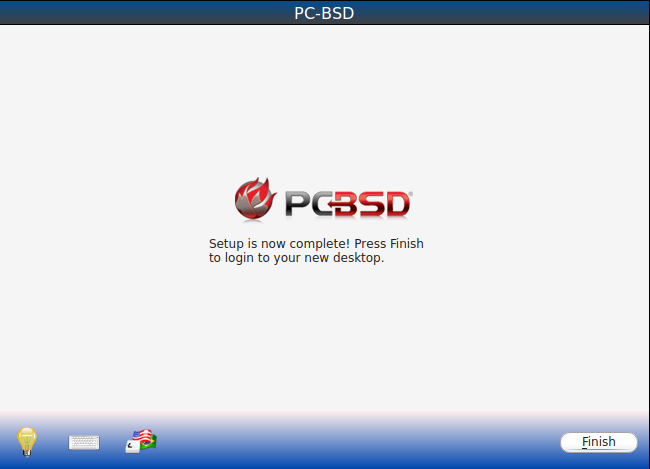 PC-BSD
PCBSD®
Setup is now complete! Press Finish
to login to your new desktop.
Finish